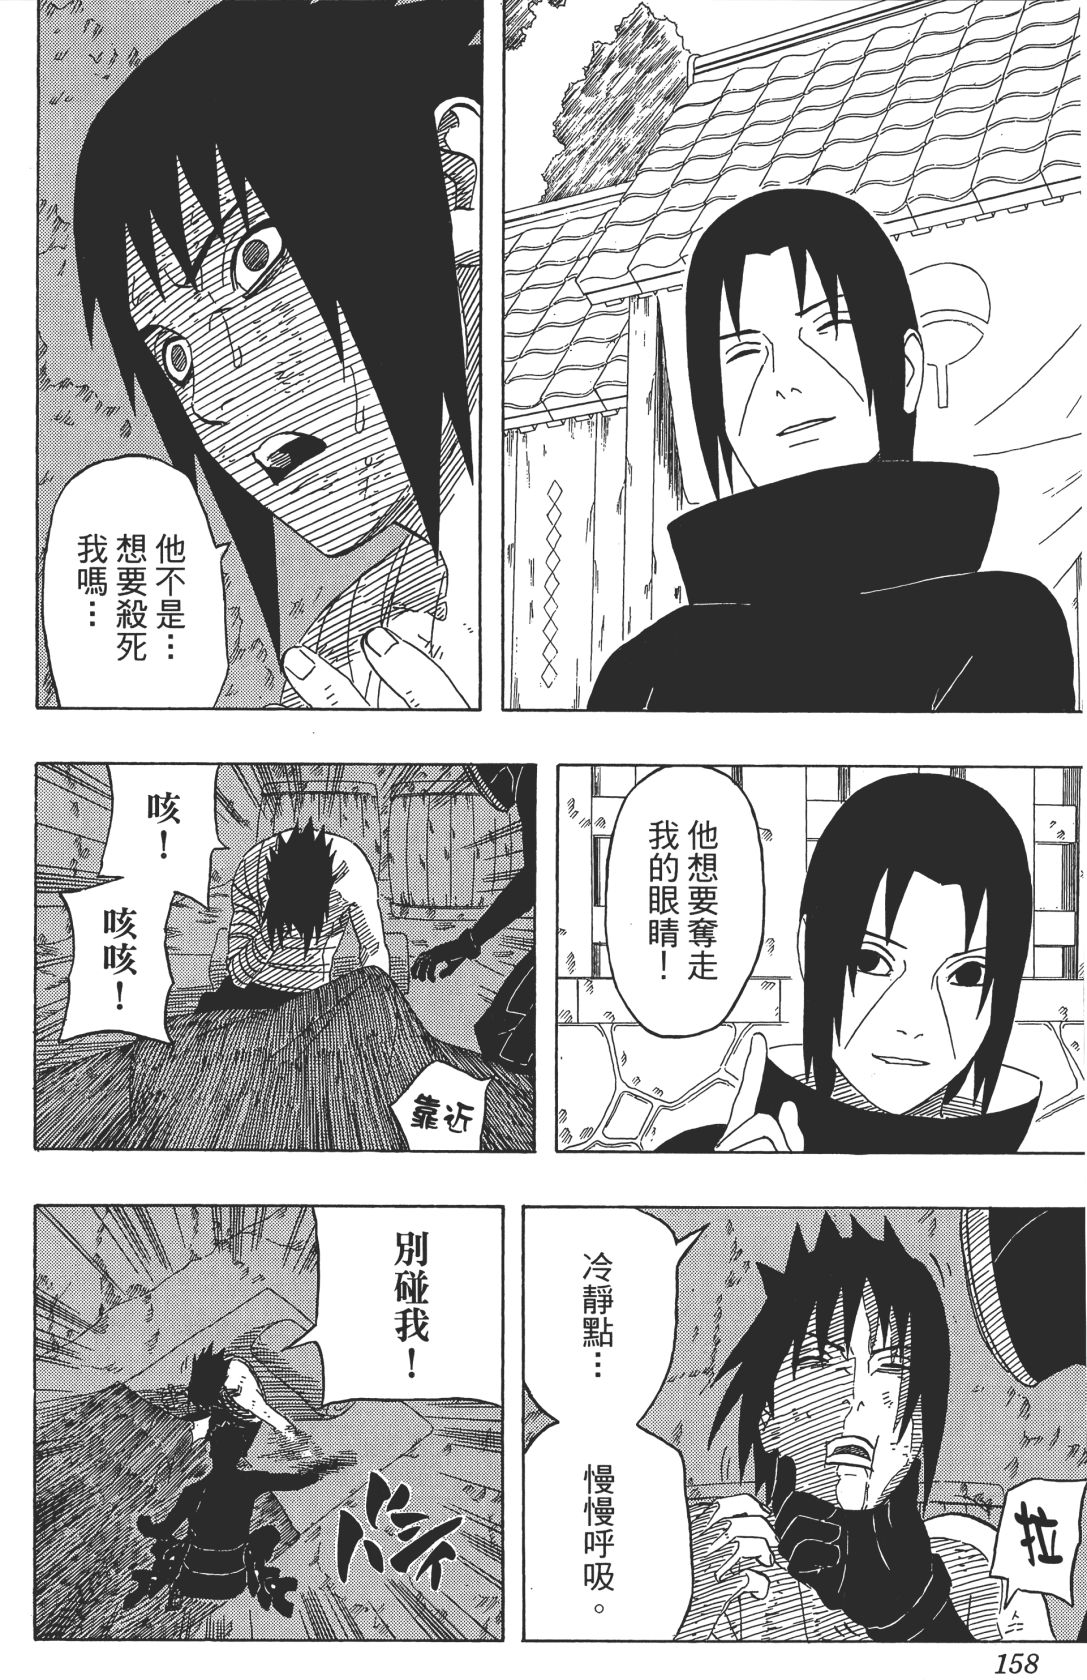 他不是…
想要殺死
我嗎…
他想要奪走
我的眼睛！
咳！
咳咳！
靠近
拉
冷靜點…
慢慢呼吸。
別碰我！
158